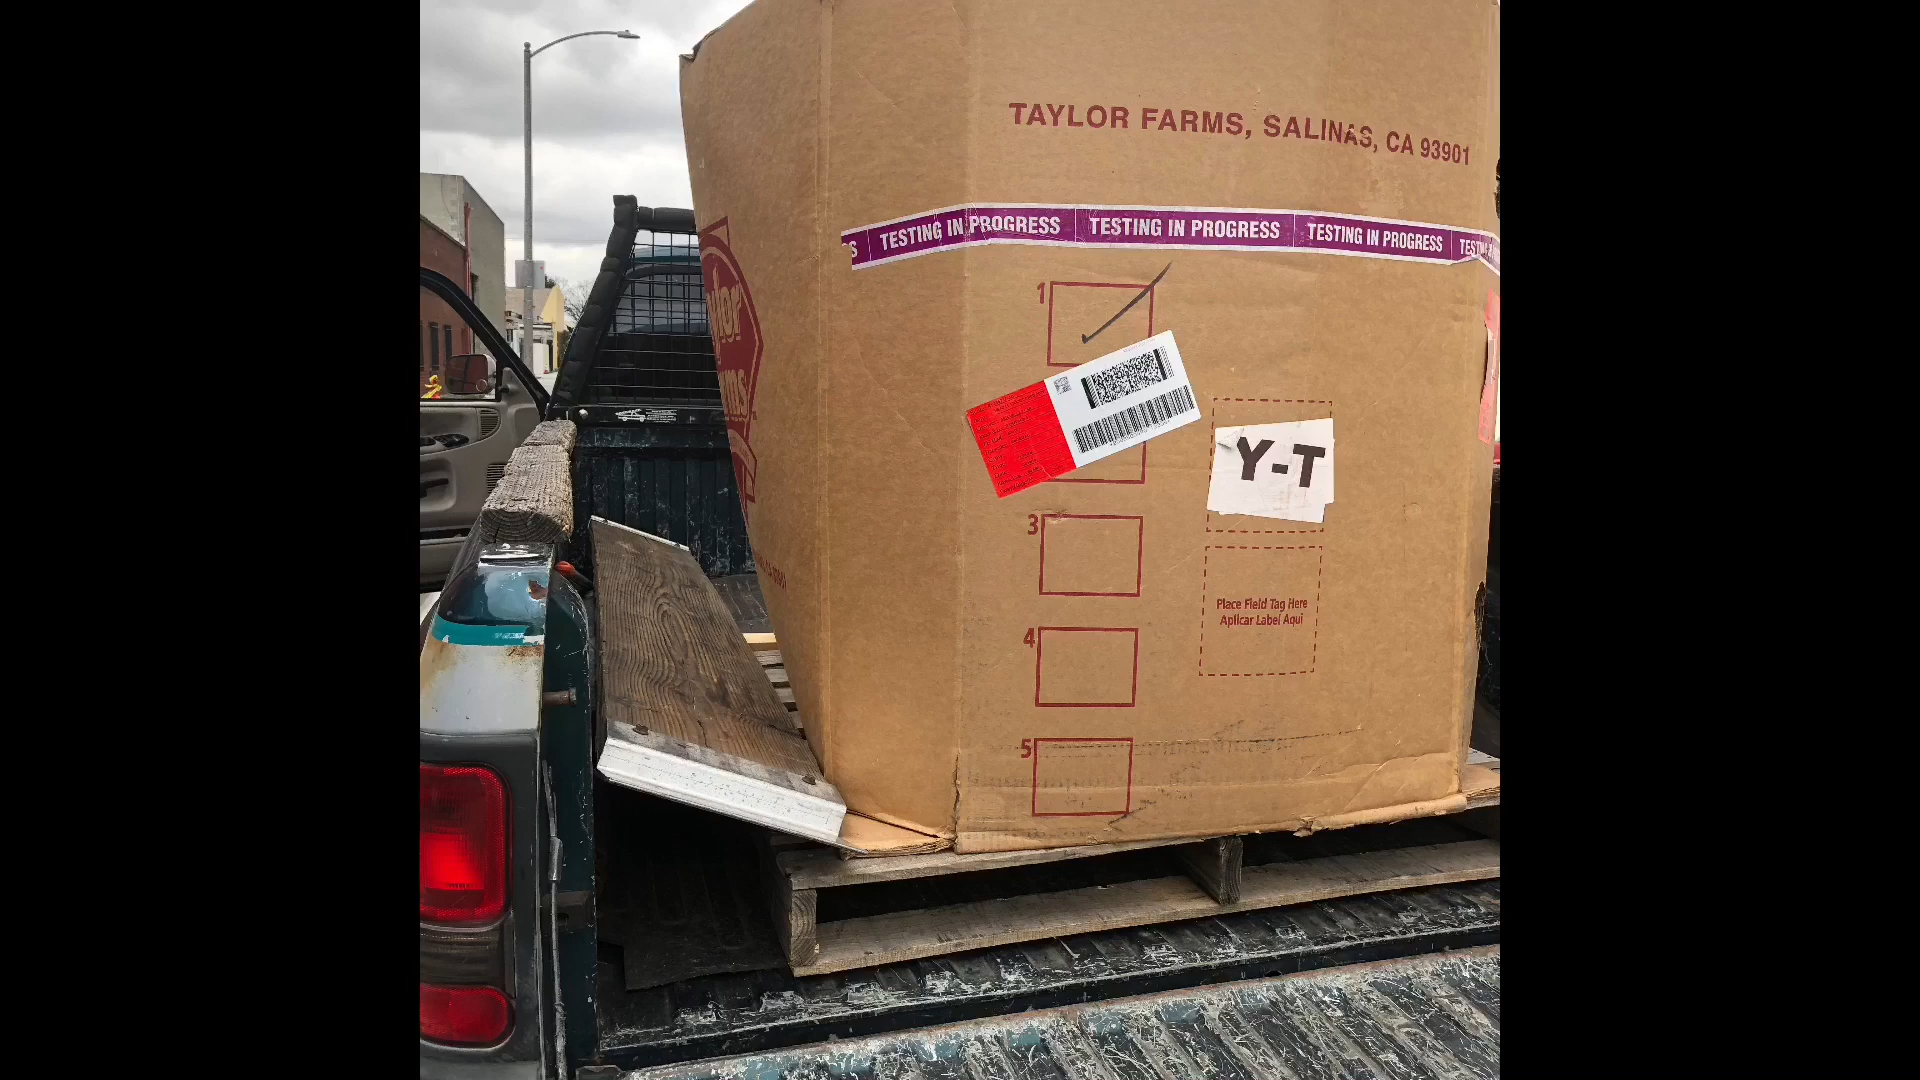 TAYLOR FARMS, SALINAS, CA 93901
TESTING IN PROGRESS TESTING IN PROGRESS TESTING IN PROGRESS
1
Y-T
3
Place Field Tag Here
Aplicar Label Aqui
4
5